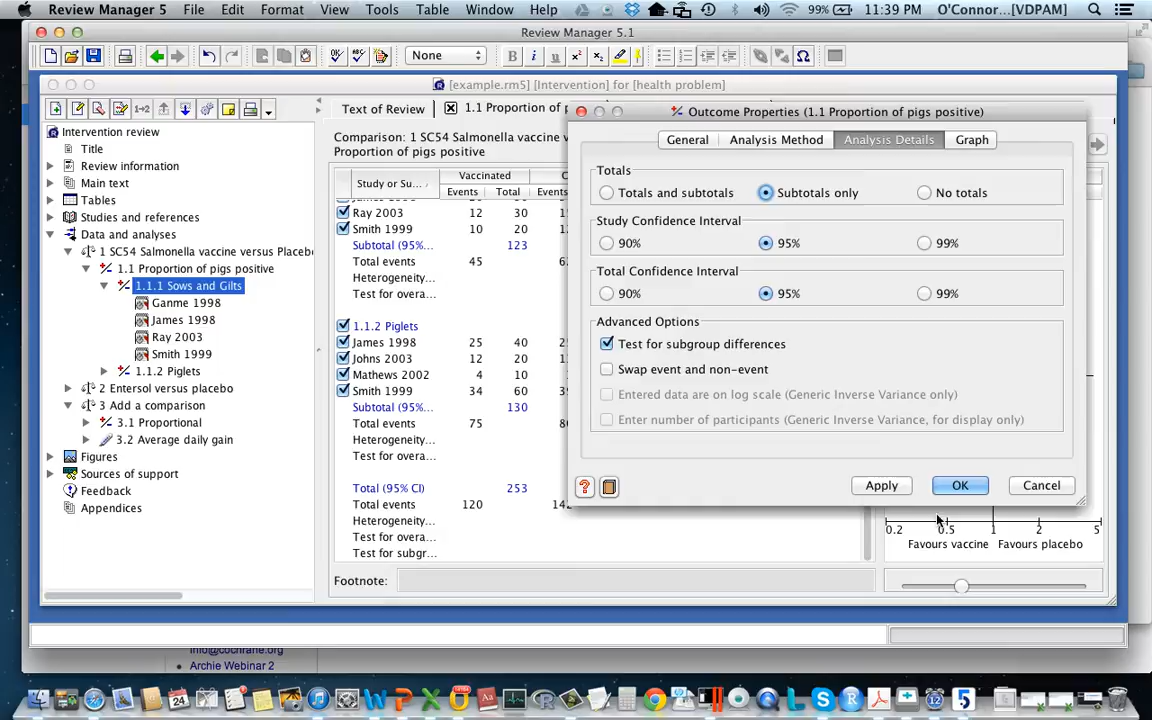 Review Manager 5 File Edit Format View Tools Table Window Help 99% 11:39 PM O'Connor...[VDPAM]
Review Manager 5.1
None B i u x²
[example.rm5] [Intervention] for [health problem]
Intervention review
Title
Review information
Main text
Tables
Studies and references
Data and analyses
1 SC54 Salmonella vaccine versus Placebo
1.1 Proportion of pigs positive
1.1.1 Sows and Gilts
Ganme 1998
James 1998
Ray 2003
Smith 1999
1.1.2 Piglets
2 Entersol versus placebo
3 Add a comparison
3.1 Proportional
3.2 Average daily gain
Figures
Sources of support
Feedback
Appendices
Text of Review 1.1 Proportion of p
Comparison: 1 SC54 Salmonella vaccine v
Proportion of pigs positive
Vaccinated
Study or Su... Events Total Events
Ray 2003 12 30
Smith 1999 10 20
Subtotal (95%... 123
Total events 45
Heterogeneity...
Test for overa...
1.1.2 Piglets
James 1998 25 40
Johns 2003 12 20
Mathews 2002 4 10
Smith 1999 34 60
Subtotal (95%... 130
Total events 75
Heterogeneity...
Test for overa...
Total (95% CI) 253
Total events 120 142
Heterogeneity...
Test for overa...
Test for subgr...
Footnote:
0.2 0.5 1 2 5
Favours vaccine Favours placebo
Outcome Properties (1.1 Proportion of pigs positive)
General Analysis Method Analysis Details Graph
Totals
Totals and subtotals Subtotals only No totals
Study Confidence Interval
90% 95% 99%
Total Confidence Interval
90% 95% 99%
Advanced Options
Test for subgroup differences
Swap event and non-event
Entered data are on log scale (Generic Inverse Variance only)
Enter number of participants (Generic Inverse Variance, for display only)
Apply OK Cancel
info@cochrane.org
Archie Webinar 2